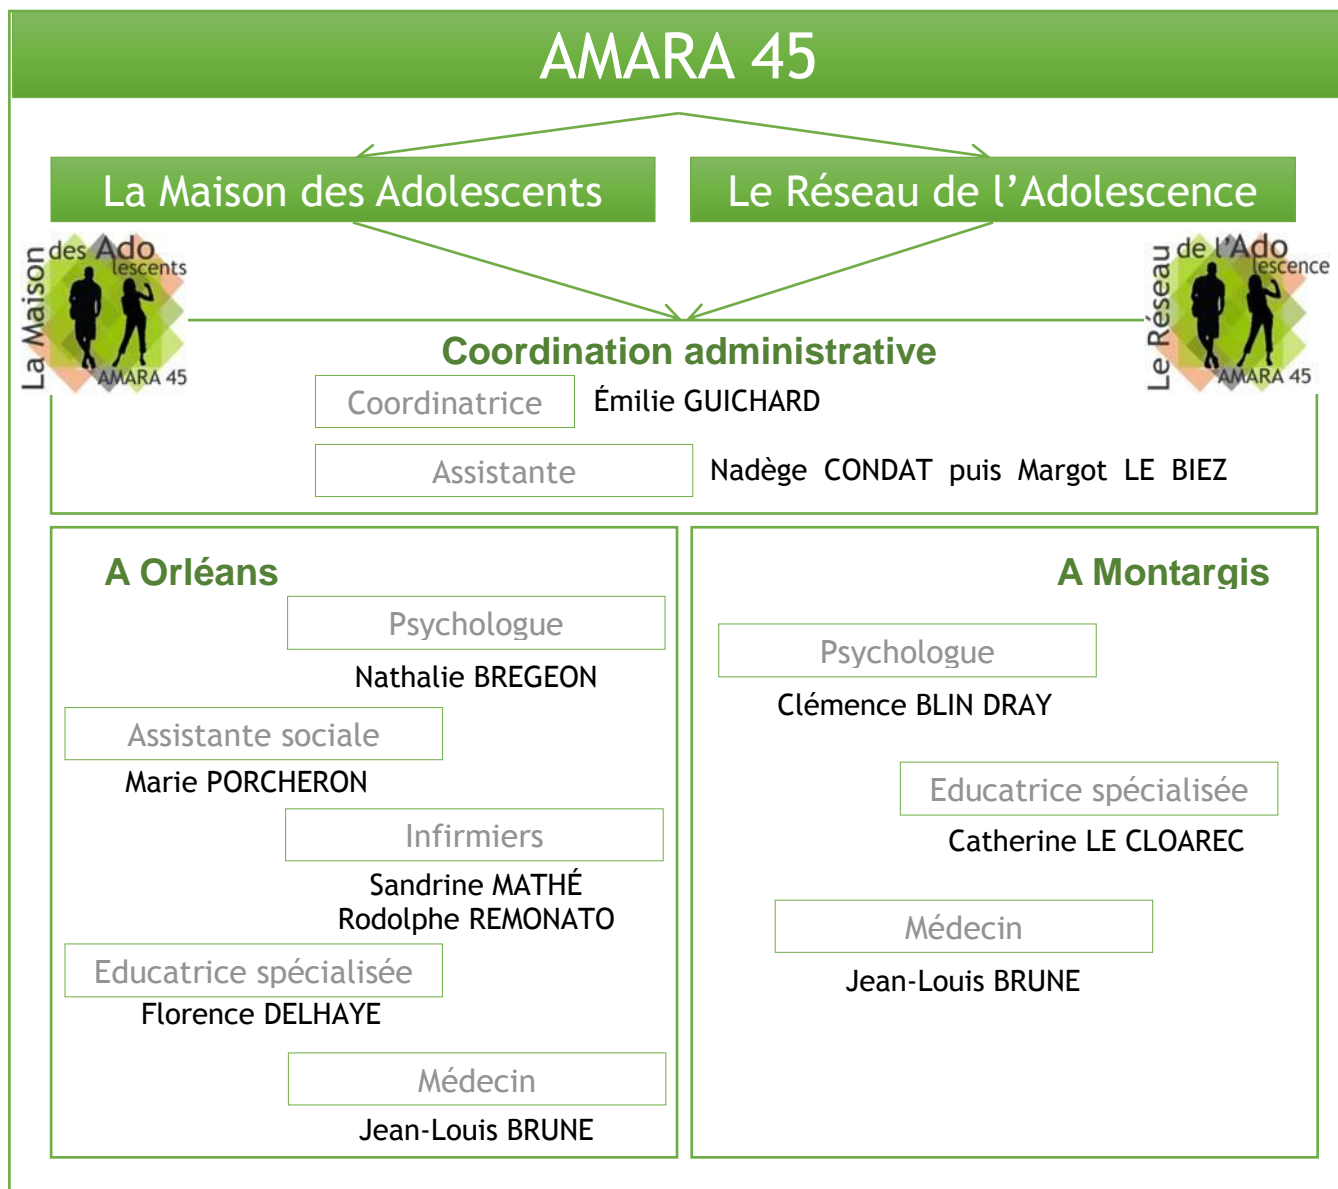 AMARA 45
La Maison des Adolescents
Le Réseau de l’Adolescence
La Maison
des Ado
lescents
AMARA 45
Le Réseau
de l'Ado
lescence
AMARA 45
Coordination administrative
Coordinatrice
Émilie GUICHARD
Assistante
Nadège CONDAT puis Margot LE BIEZ
A Orléans
Psychologue
Nathalie BREGEON
Assistante sociale
Marie PORCHERON
Infirmiers
Sandrine MATHÉ
Rodolphe REMONATO
Educatrice spécialisée
Florence DELHAYE
Médecin
Jean-Louis BRUNE
A Montargis
Psychologue
Clémence BLIN DRAY
Educatrice spécialisée
Catherine LE CLOAREC
Médecin
Jean-Louis BRUNE